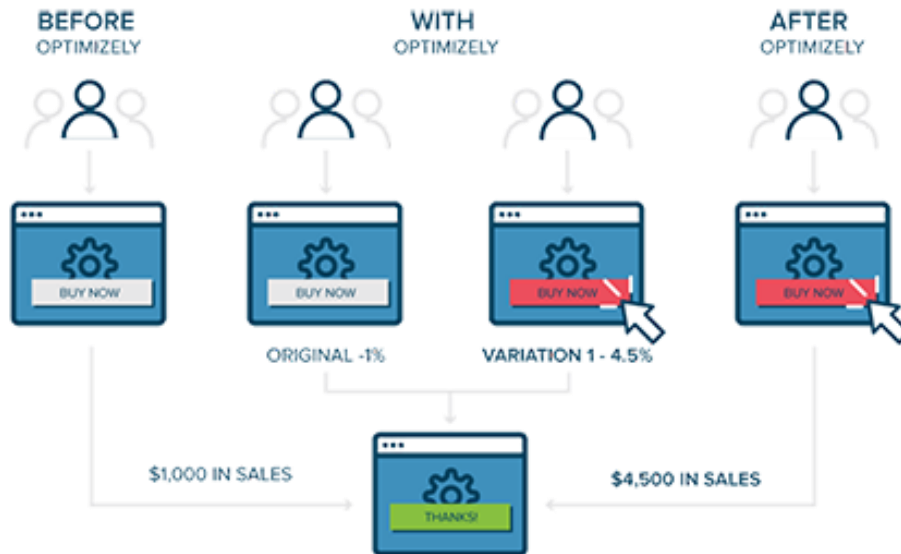 BEFORE
OPTIMIZELY
WITH
OPTIMIZELY
AFTER
OPTIMIZELY
BUY NOW
BUY NOW
BUY NOW
BUY NOW
ORIGINAL -1%
VARIATION 1 - 4.5%
$1,000 IN SALES
$4,500 IN SALES
THANKS!